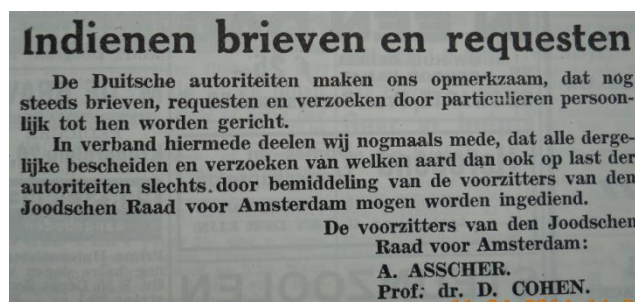 Indienen brieven en requesten
De Duitsche autoriteiten maken ons opmerkzaam, dat nog
steeds brieven, requesten en verzoeken door particulieren persoon-
lijk tot hen worden gericht.
In verband hiermede deelen wij nogmaals mede, dat alle derge-
lijke bescheiden en verzoeken van welken aard dan ook op last der
autoriteiten slechts.door bemiddeling van de voorzitters van den
Joodschen Raad voor Amsterdam mogen worden ingediend.
De voorzitters van den Joodschen
Raad voor Amsterdam:
A. ASSCHER.
Prof. dr. D. COHEN.